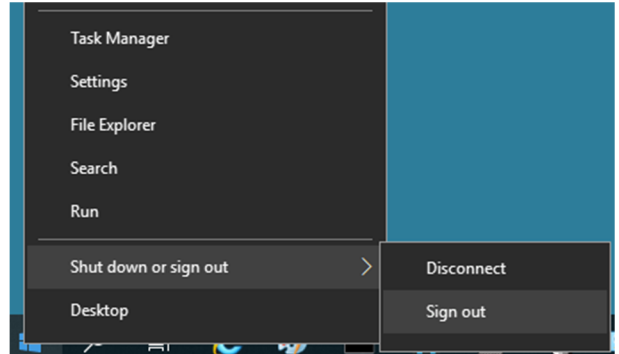 Task Manager
Settings
File Explorer
Search
Run
Shut down or sign out
Disconnect
Desktop
Sign out